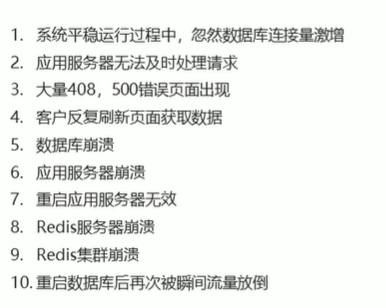 1. 系统平稳运行过程中，忽然数据库连接量激增
2. 应用服务器无法及时处理请求
3. 大量408，500错误页面出现
4. 客户反复刷新页面获取数据
5. 数据库崩溃
6. 应用服务器崩溃
7. 重启应用服务器无效
8. Redis服务器崩溃
9. Redis集群崩溃
10. 重启数据库后再次被瞬间流量放倒